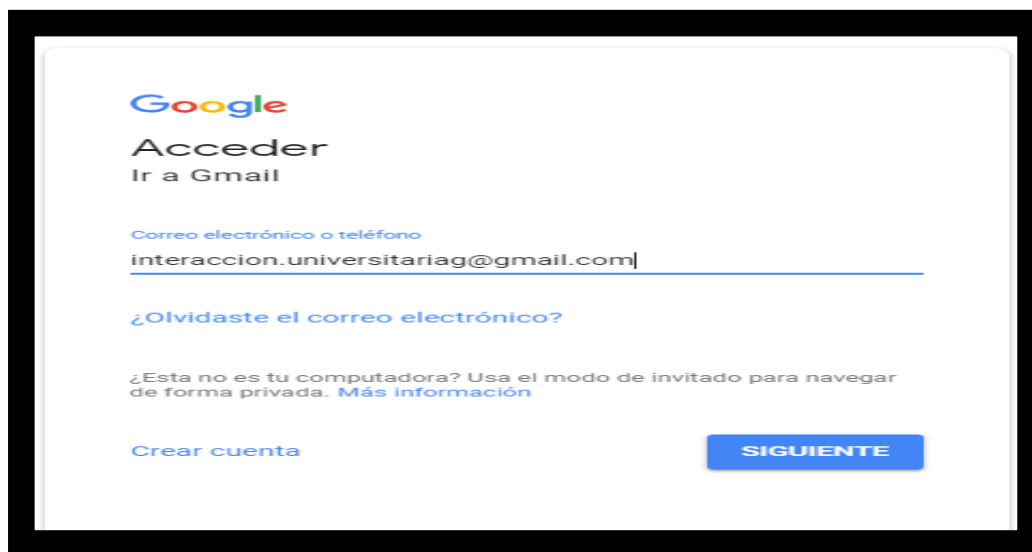 Google
Acceder
Ir a Gmail
Correo electrónico o teléfono
interaccion.universitariag@gmail.com
¿Olvidaste el correo electrónico?
¿Esta no es tu computadora? Usa el modo de invitado para navegar
de forma privada. Más información
Crear cuenta
SIGUIENTE